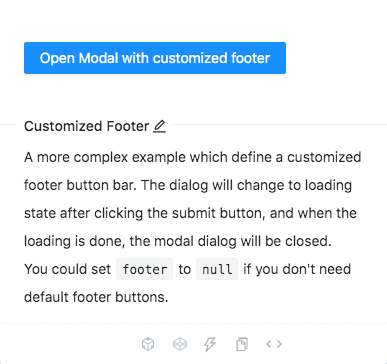 Open Modal with customized footer
Customized Footer
A more complex example which define a customized
footer button bar. The dialog will change to loading
state after clicking the submit button, and when the
loading is done, the modal dialog will be closed.
You could set footer to null if you don't need
default footer buttons.